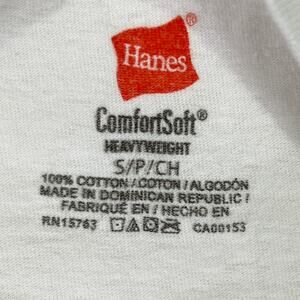 Hanes
ComfortSoft®
HEAVYWEIGHT
S/P/CH
100% COTTON/COTON/ALGODÓN
MADE IN DOMINICAN REPUBLIC/
FABRIQUÉ EN / HECHO EN
RN15763 CA00153